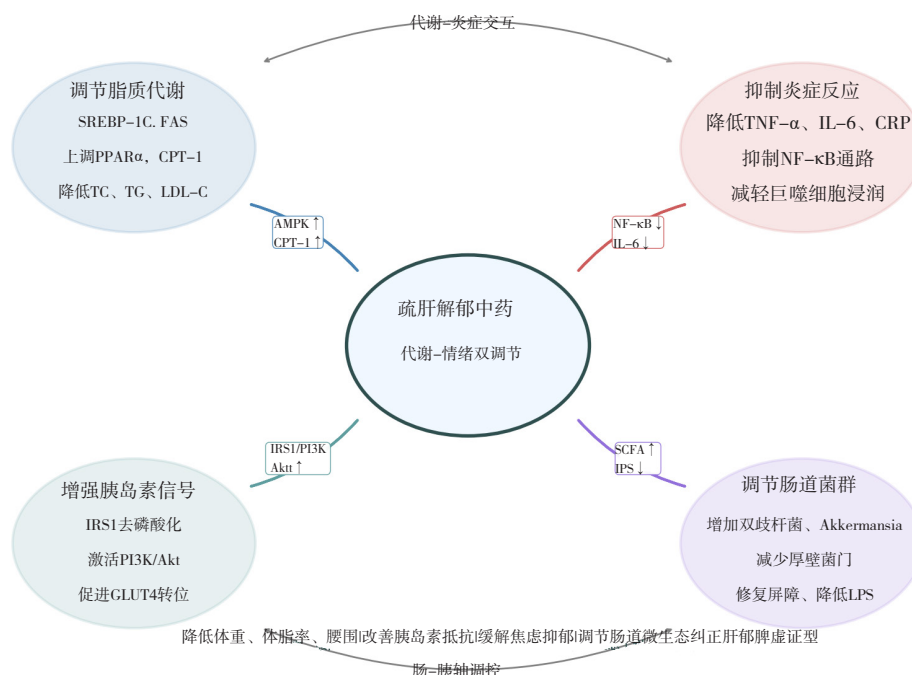 代谢-炎症交互
调节脂质代谢
SREBP-1C. FAS
上调PPARα, CPT-1
降低TC、TG、LDL-C
抑制炎症反应
降低TNF-α、IL-6、CRP
抑制NF-κB通路
减轻巨噬细胞浸润
AMPK↑
CPT-1↑
NF-κB↓
IL-6↓
疏肝解郁中药
代谢-情绪双调节
IRS1/PI3K
Aktt↑
SCFA↑
IPS↓
增强胰岛素信号
IRS1去磷酸化
激活PI3K/Akt
促进GLUT4转位
调节肠道菌群
增加双歧杆菌、Akkermansia
减少厚壁菌门
修复屏障、降低LPS
降低体重、体脂率、腰围|改善胰岛素抵抗|缓解焦虑抑郁|调节肠道微生态纠正肝郁脾虚证型
肠-胰轴调控